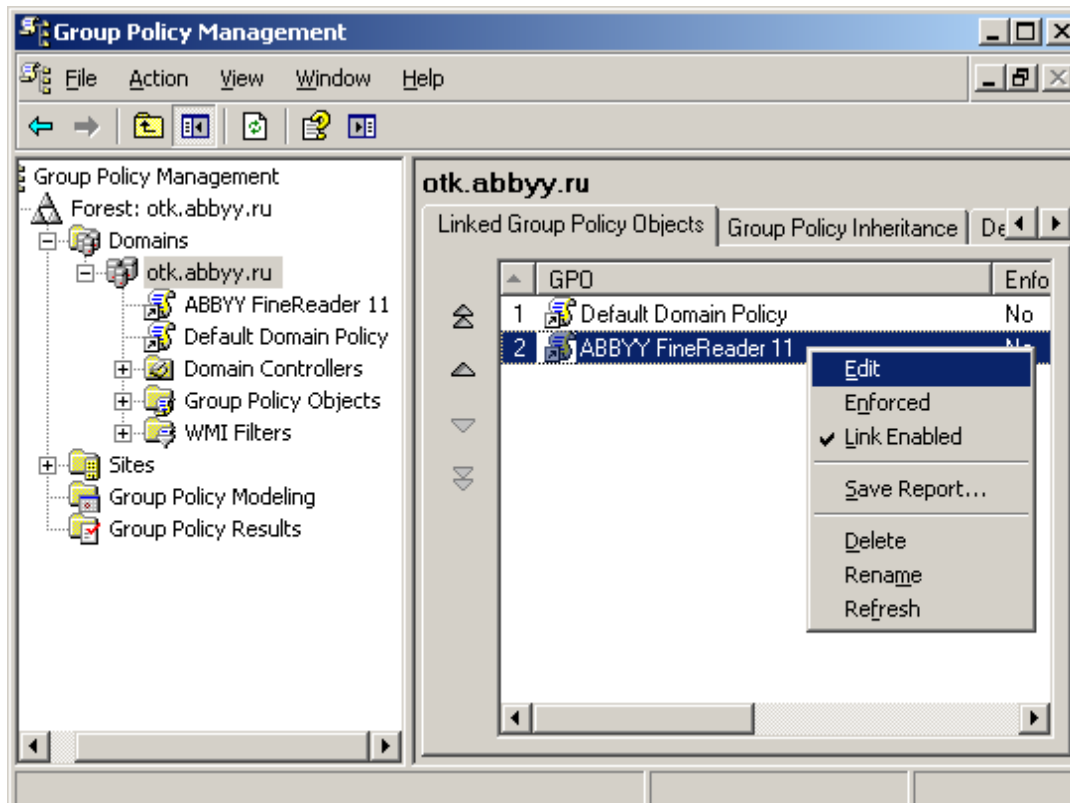 Group Policy Management
File Action View Window Help
Group Policy Management
Forest: otk.abbyy.ru
Domains
otk.abbyy.ru
ABBYY FineReader 11
Default Domain Policy
Domain Controllers
Group Policy Objects
WMI Filters
Sites
Group Policy Modeling
Group Policy Results
otk.abbyy.ru
Linked Group Policy Objects Group Policy Inheritance De
GPO Enfo
1 Default Domain Policy No
2 ABBYY FineReader 11 No
Edit
Enforced
Link Enabled
Save Report...
Delete
Rename
Refresh